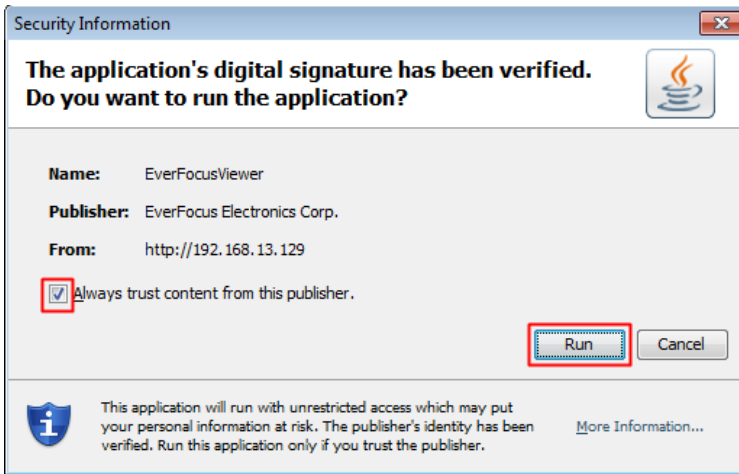 Security Information
The application's digital signature has been verified.
Do you want to run the application?
Name: EverFocusViewer
Publisher: EverFocus Electronics Corp.
From: http://192.168.13.129
Always trust content from this publisher.
Run Cancel
This application will run with unrestricted access which may put
your personal information at risk. The publisher's identity has been
verified. Run this application only if you trust the publisher.
More Information...